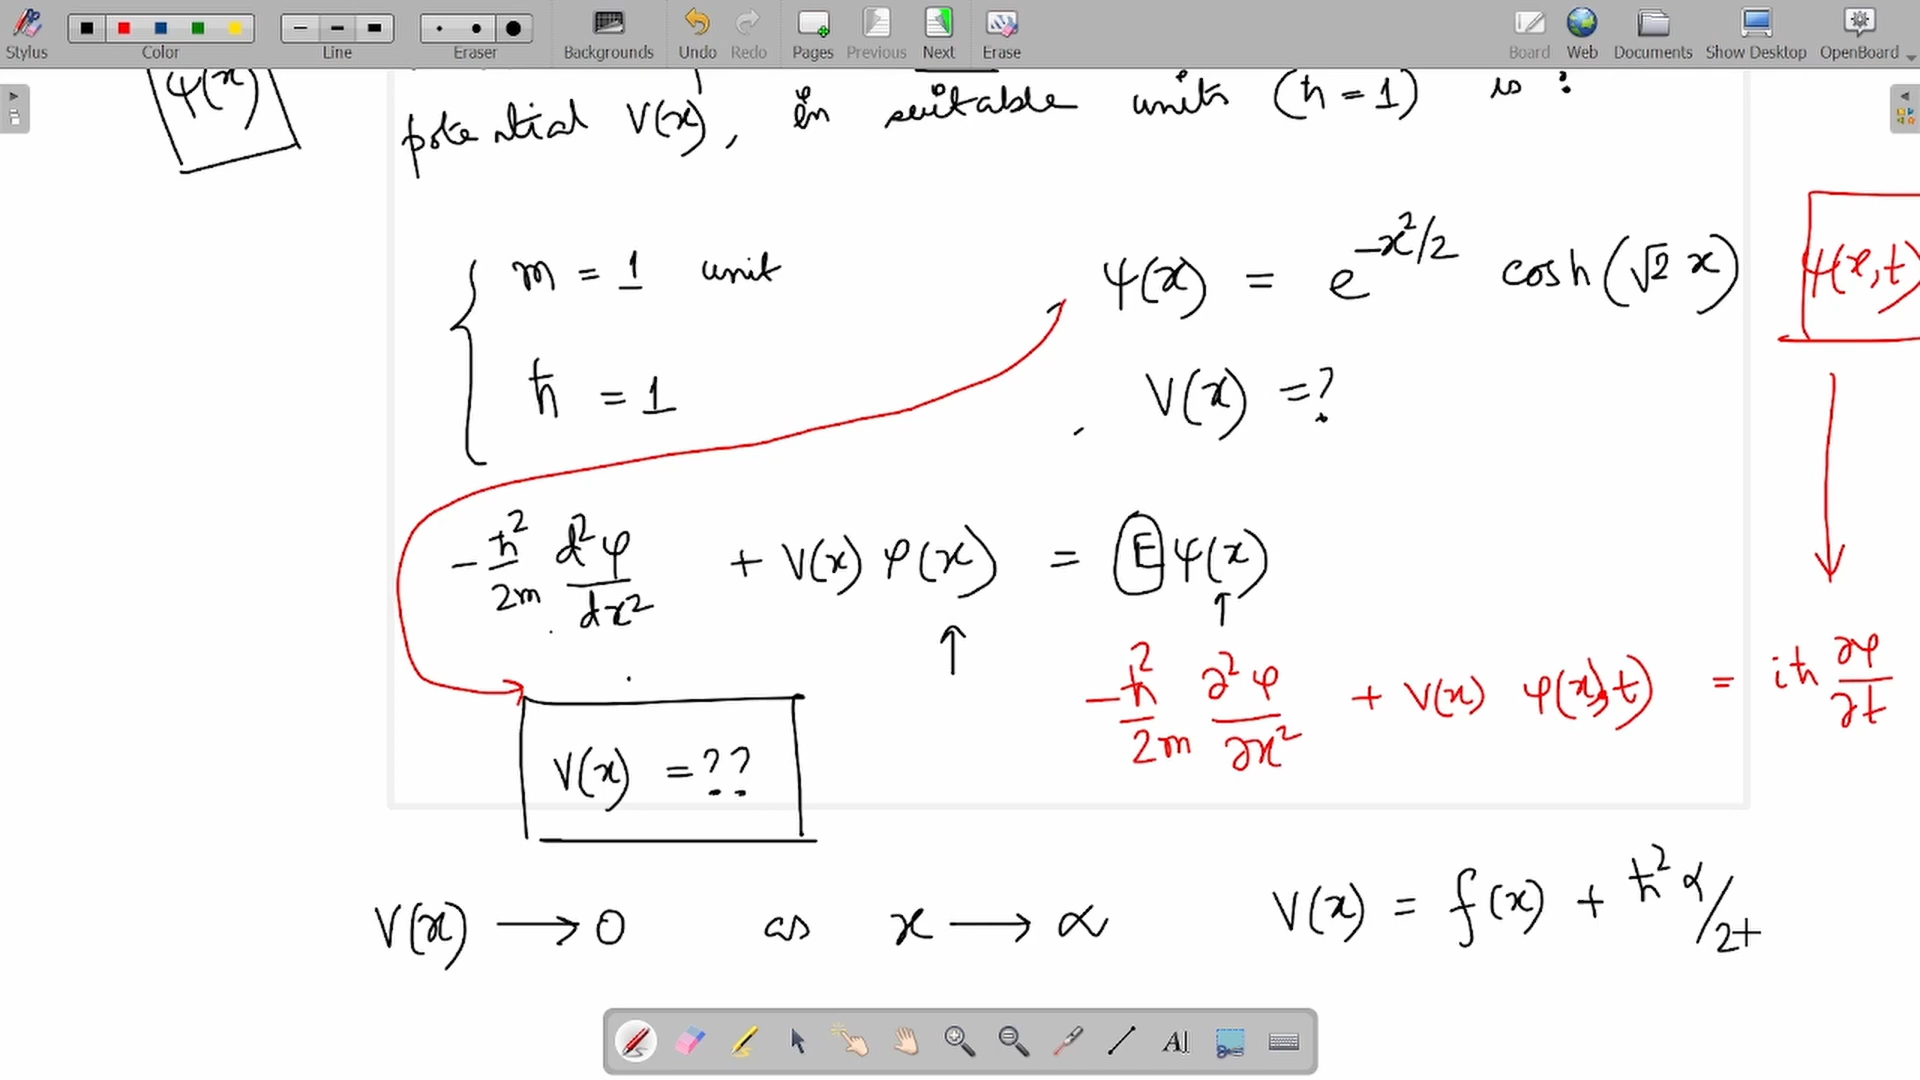 Stylus Color Line Eraser Backgrounds Undo Redo Pages Previous Next Erase Board Web Documents Show Desktop OpenBoard
ψ(x)
potential V(x), in suitable units (ħ = 1) is ?
m = 1 unit
ħ = 1
ψ(x) = e^{-x²/2} cosh(√2 x)
ψ(x,t)
V(x) = ?
-ħ²/2m d²φ/dx² + V(x) φ(x) = E ψ(x)
↑ ↑
-ħ²/2m ∂²φ/∂x² + V(x) φ(x,t) = iħ ∂φ/∂t
V(x) = ??
V(x) → 0 as x → α
V(x) = f(x) + ħ²α/2+
AI